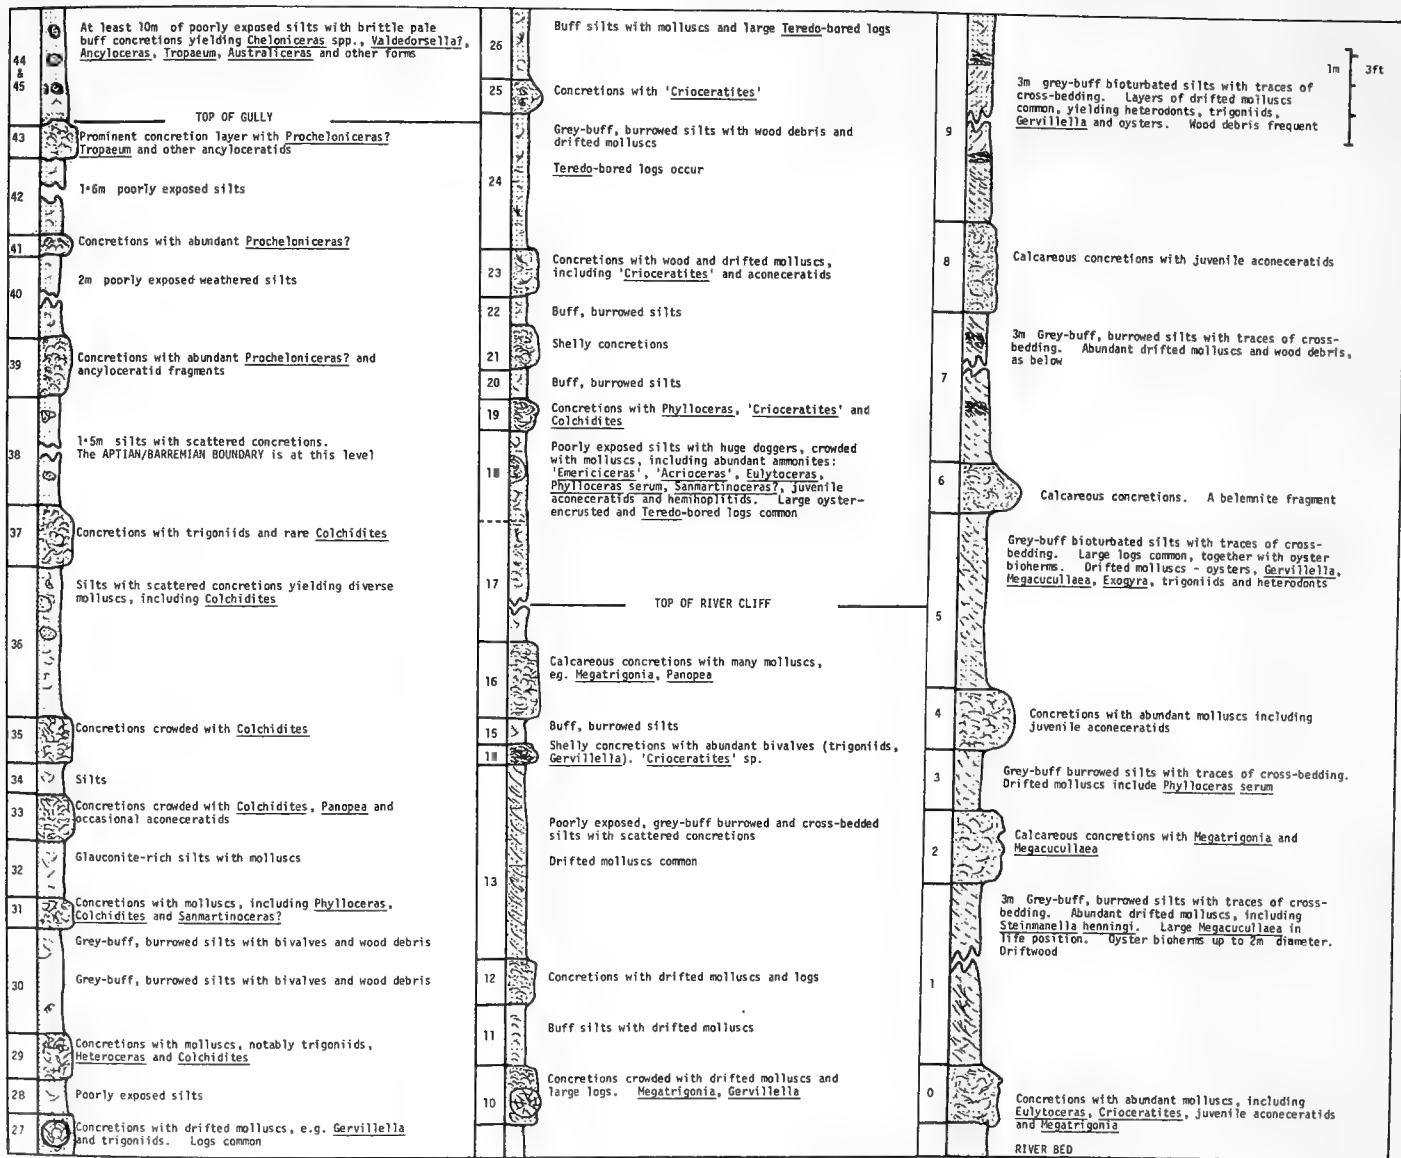 44
&
45
At least 10m of poorly exposed silts with brittle pale
buff concretions yielding Cheloniceras spp., Valdedorsella?,
Ancyloceras, Tropaeum, Australiceras and other forms
TOP OF GULLY
43
Prominent concretion layer with Procheloniceras?
Tropaeum and other ancyloceratids
42
1·6m poorly exposed silts
41
Concretions with abundant Procheloniceras?
40
2m poorly exposed weathered silts
39
Concretions with abundant Procheloniceras? and
ancyloceratid fragments
38
1·5m silts with scattered concretions.
The APTIAN/BARREMIAN BOUNDARY is at this level
37
Concretions with trigoniids and rare Colchidites
36
Silts with scattered concretions yielding diverse
molluscs, including Colchidites
35
Concretions crowded with Colchidites
34
Silts
33
Concretions crowded with Colchidites, Panopea and
occasional aconeceratids
32
Glauconite-rich silts with molluscs
31
Concretions with molluscs, including Phylloceras,
Colchidites and Sanmartinoceras?
Grey-buff, burrowed silts with bivalves and wood debris
30
Grey-buff, burrowed silts with bivalves and wood debris
29
Concretions with molluscs, notably trigoniids,
Heteroceras and Colchidites
28
Poorly exposed silts
27
Concretions with drifted molluscs, e.g. Gervillella
and trigoniids. Logs common
26
Buff silts with molluscs and large Teredo-bored logs
25
Concretions with 'Crioceratites'
Grey-buff, burrowed silts with wood debris and
drifted molluscs
24
Teredo-bored logs occur
23
Concretions with wood and drifted molluscs,
including 'Crioceratites' and aconeceratids
22
Buff, burrowed silts
21
Shelly concretions
20
Buff, burrowed silts
19
Concretions with Phylloceras, 'Crioceratites' and
Colchidites
18
Poorly exposed silts with huge doggers, crowded
with molluscs, including abundant ammonites:
'Emericiceras', 'Acrioceras', Eulytoceras,
Phylloceras serum, Sanmartinoceras?, juvenile
aconeceratids and hemihoplitids. Large oyster-
encrusted and Teredo-bored logs common
17
TOP OF RIVER CLIFF
16
Calcareous concretions with many molluscs,
eg. Megatrigonia, Panopea
15
Buff, burrowed silts
14
Shelly concretions with abundant bivalves (trigoniids,
Gervillella). 'Crioceratites' sp.
13
Poorly exposed, grey-buff burrowed and cross-bedded
silts with scattered concretions
Drifted molluscs common
12
Concretions with drifted molluscs and logs
11
Buff silts with drifted molluscs
10
Concretions crowded with drifted molluscs and
large logs. Megatrigonia, Gervillella
1m 3ft
9
3m grey-buff bioturbated silts with traces of
cross-bedding. Layers of drifted molluscs
common, yielding heterodonts, trigoniids,
Gervillella and oysters. Wood debris frequent
8
Calcareous concretions with juvenile aconeceratids
7
3m Grey-buff, burrowed silts with traces of cross-
bedding. Abundant drifted molluscs and wood debris,
as below
6
Calcareous concretions. A belemnite fragment
5
Grey-buff bioturbated silts with traces of cross-
bedding. Large logs common, together with oyster
bioherms. Drifted molluscs - oysters, Gervillella,
Megacucullaea, Exogyra, trigoniids and heterodonts
4
Concretions with abundant molluscs including
juvenile aconeceratids
3
Grey-buff burrowed silts with traces of cross-bedding.
Drifted molluscs include Phylloceras serum
2
Calcareous concretions with Megatrigonia and
Megacucullaea
1
3m Grey-buff, burrowed silts with traces of cross-
bedding. Abundant drifted molluscs, including
Steinmanella henningi. Large Megacucullaea in
life position. Oyster bioherms up to 2m diameter.
Driftwood
0
Concretions with abundant molluscs, including
Eulytoceras, Crioceratites, juvenile aconeceratids
and Megatrigonia
RIVER BED